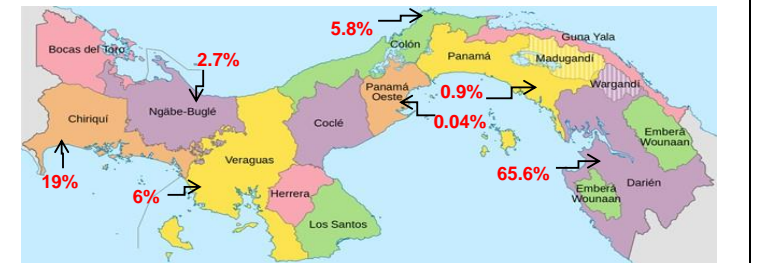 5.8%
Guna Yala
Bocas del Toro
Colón
Panamá
Madugandí
2.7%
Wargandí
Panamá
Oeste
0.9%
Ngäbe-Buglé
Chiriquí
Coclé
0.04%
Emberá
Wounaan
Veraguas
65.6%
19%
6%
Herrera
Emberá
Wounaan
Darién
Los Santos